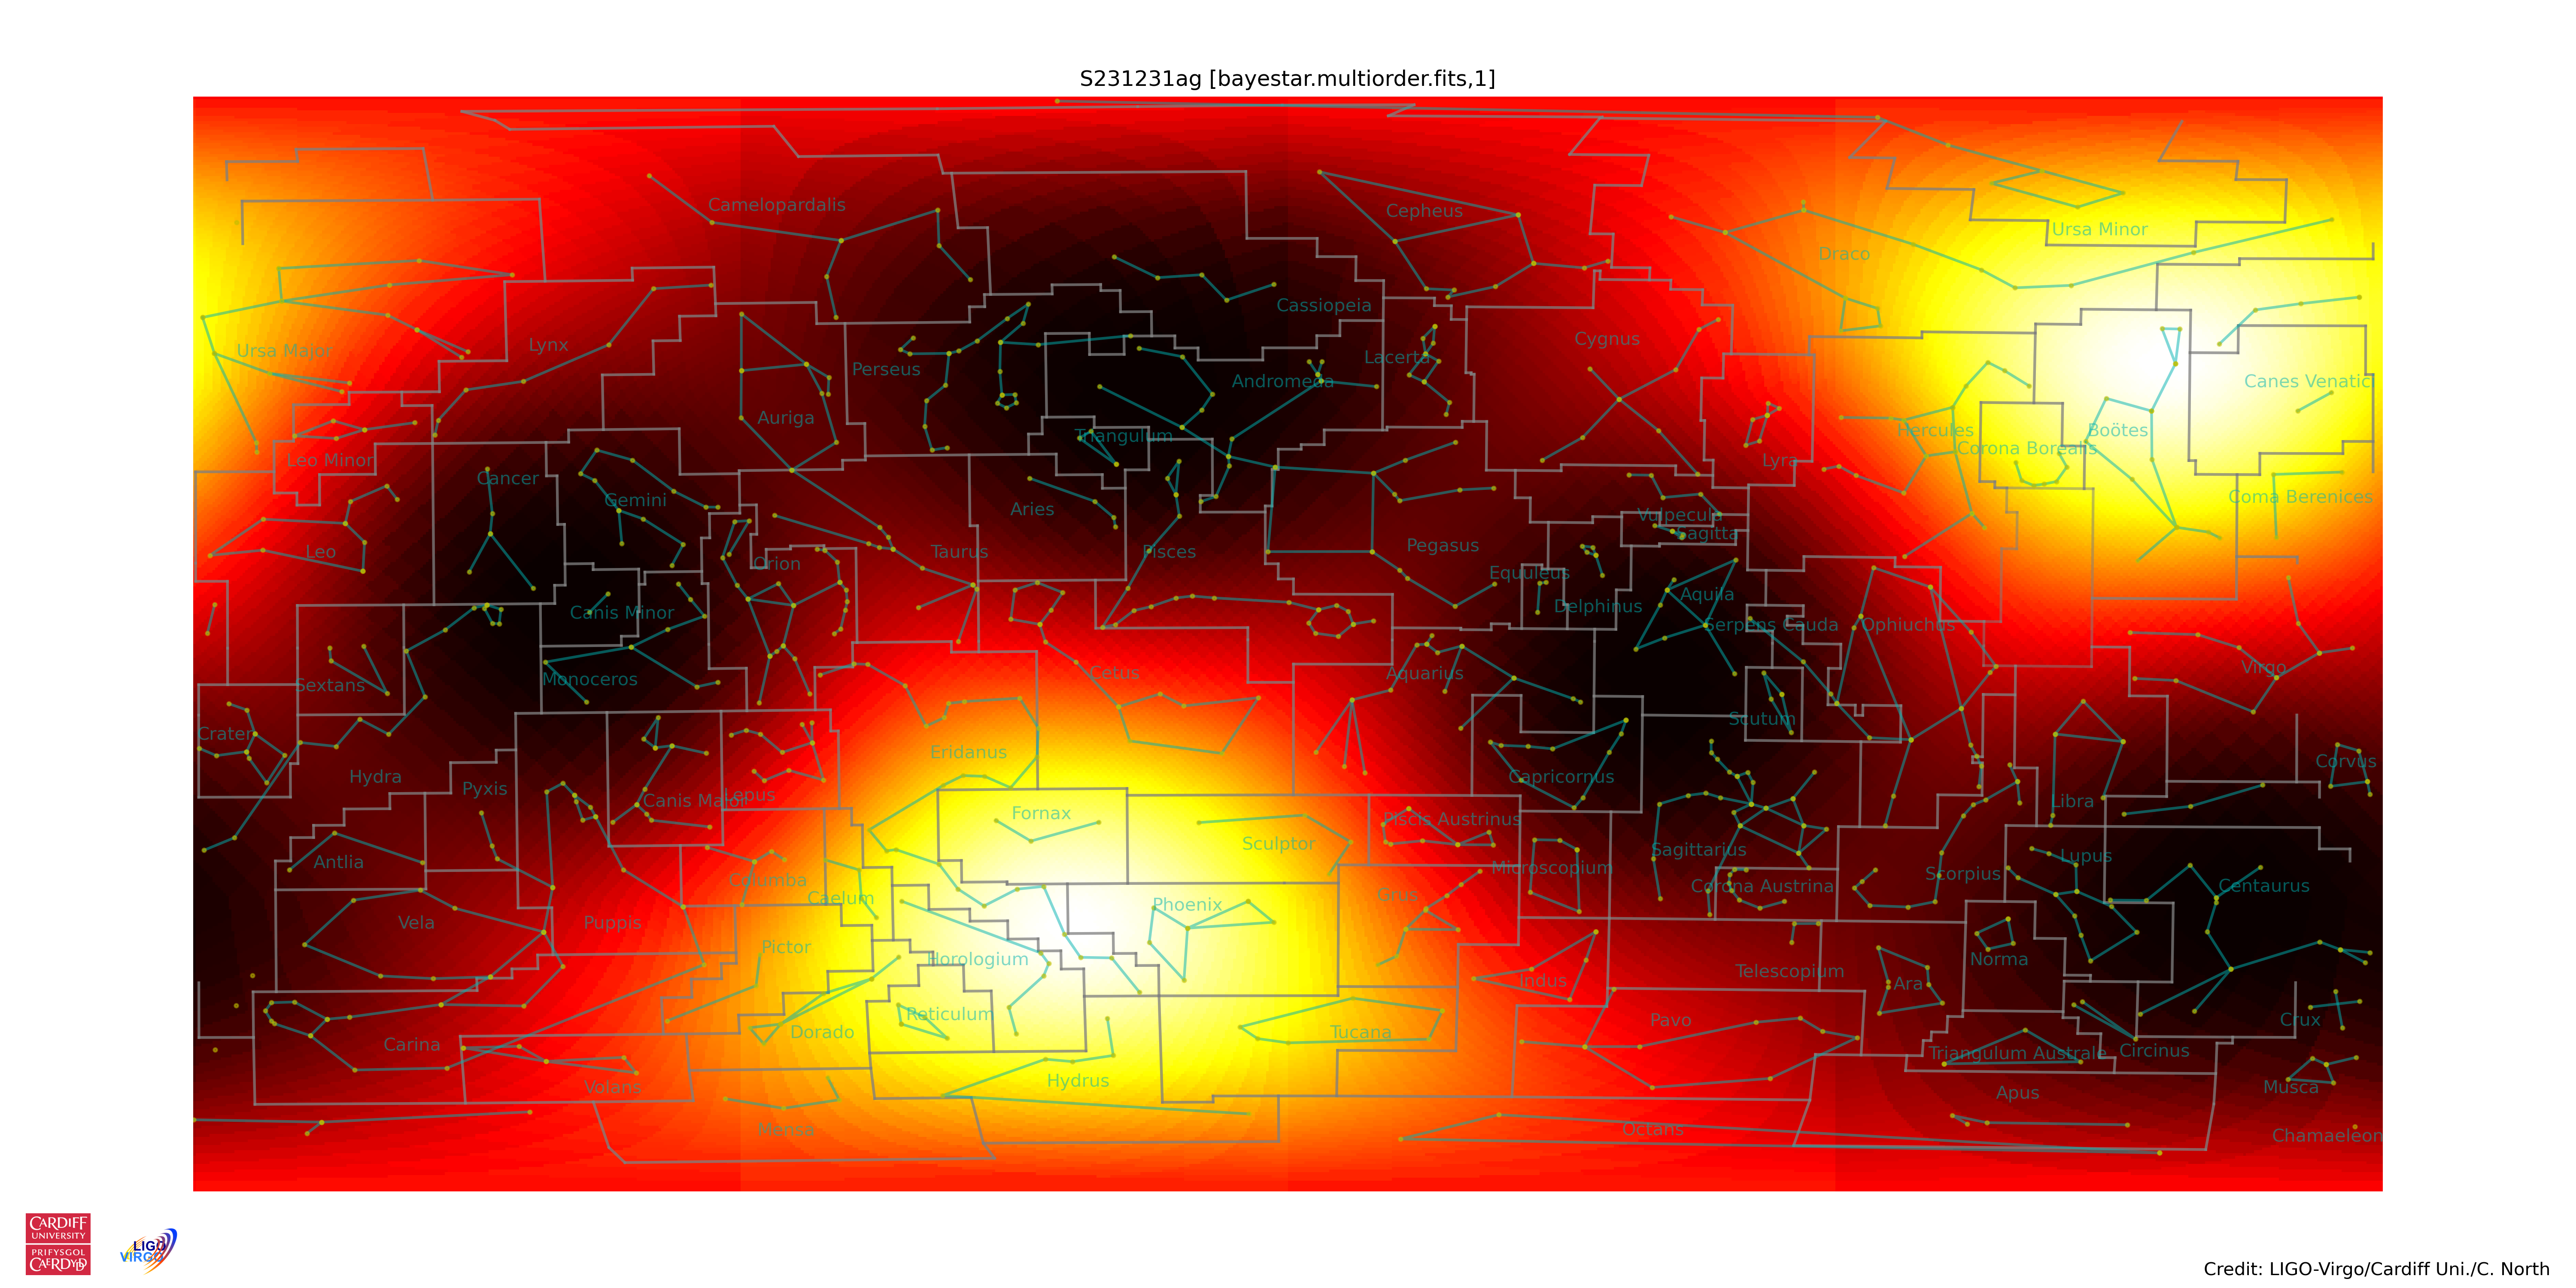 S231231ag [bayestar.multiorder.fits,1]
Camelopardalis
Cepheus
Ursa Minor
Draco
Cassiopeia
Cygnus
Lynx
Ursa Major
Lacerta
Perseus
Andromeda
Canes Venatic
Auriga
Triangulum
Hercules
Boötes
Corona Borealis
Leo Minor
Lyra
Cancer
Gemini
Coma Berenices
Aries
Vulpecula
Sagitta
Leo
Taurus
Pisces
Pegasus
Orion
Equuleus
Aquila
Delphinus
Canis Minor
Serpens Cauda
Ophiuchus
Virgo
Cetus
Aquarius
Monoceros
Sextans
Scutum
Crater
Eridanus
Corvus
Hydra
Capricornus
Pyxis
Lepus
Canis Major
Libra
Fornax
Piscis Austrinus
Sculptor
Sagittarius
Lupus
Antlia
Microscopium
Scorpius
Columba
Corona Austrina
Centaurus
Caelum
Grus
Phoenix
Vela
Puppis
Pictor
Horologium
Norma
Telescopium
Indus
Ara
Reticulum
Pavo
Crux
Dorado
Tucana
Carina
Circinus
Triangulum Australe
Hydrus
Volans
Musca
Apus
Mensa
Octans
Chamaeleon
CARDIFF
UNIVERSITY
PRIFYSGOL
CAERDYDD
LIGO
VIRGO
Credit: LIGO-Virgo/Cardiff Uni./C. North